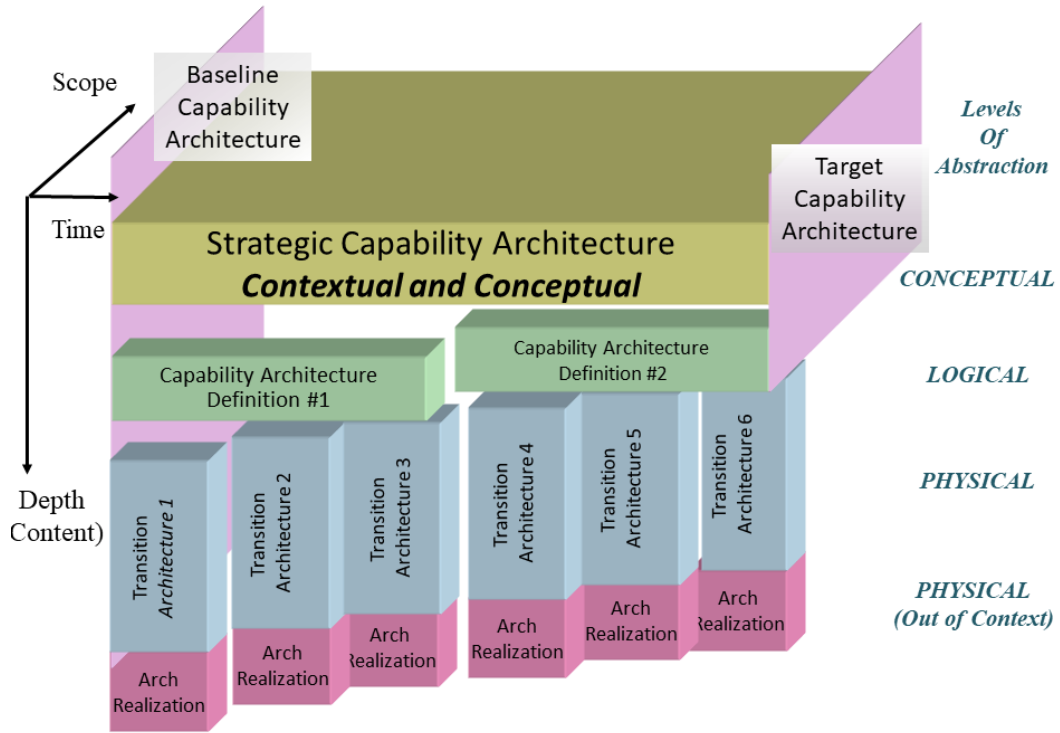 Scope
Baseline
Capability
Architecture
Levels
Of
Abstraction
Time
Target
Capability
Architecture
Strategic Capability Architecture
Contextual and Conceptual
CONCEPTUAL
Capability Architecture
Definition #1
Capability Architecture
Definition #2
LOGICAL
Depth
Content)
Transition
Architecture 1
Transition
Architecture 2
Transition
Architecture 3
Transition
Architecture 4
Transition
Architecture 5
Transition
Architecture 6
PHYSICAL
Arch
Realization
Arch
Realization
Arch
Realization
Arch
Realization
Arch
Realization
Arch
Realization
PHYSICAL
(Out of Context)